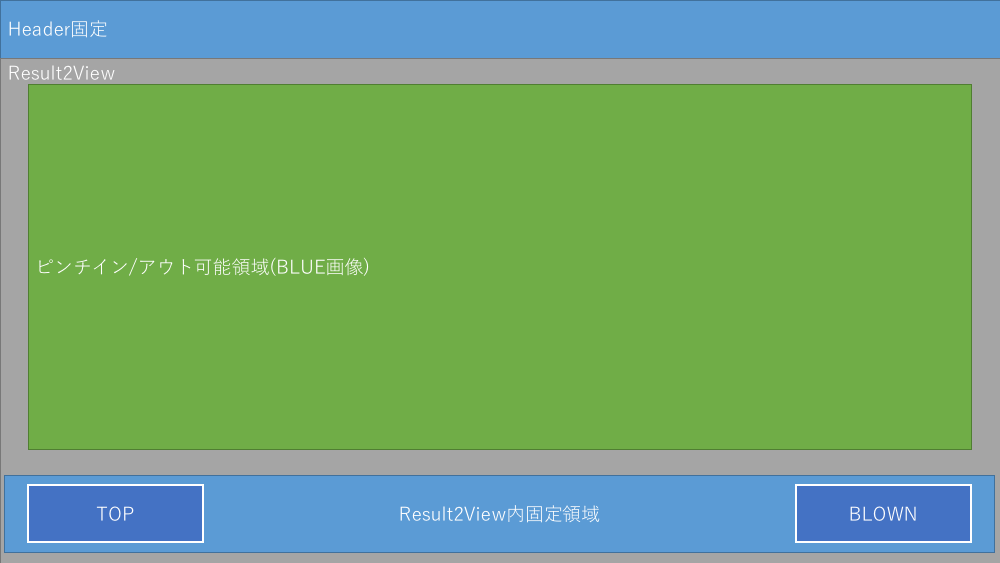 Header固定
Result2View
ピンチイン/アウト可能領域(BLUE画像)
TOP
Result2View内固定領域
BLOWN